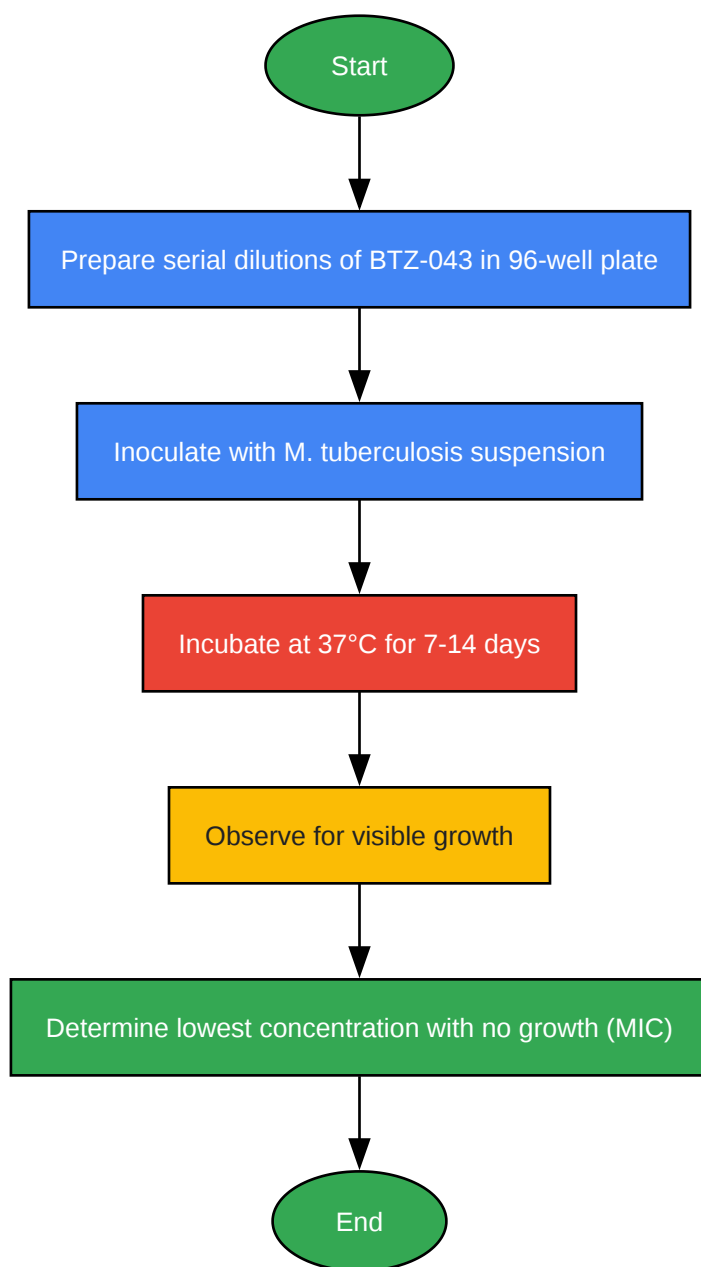 Start
Prepare serial dilutions of BTZ-043 in 96-well plate
Inoculate with M. tuberculosis suspension
Incubate at 37°C for 7-14 days
Observe for visible growth
Determine lowest concentration with no growth (MIC)
End